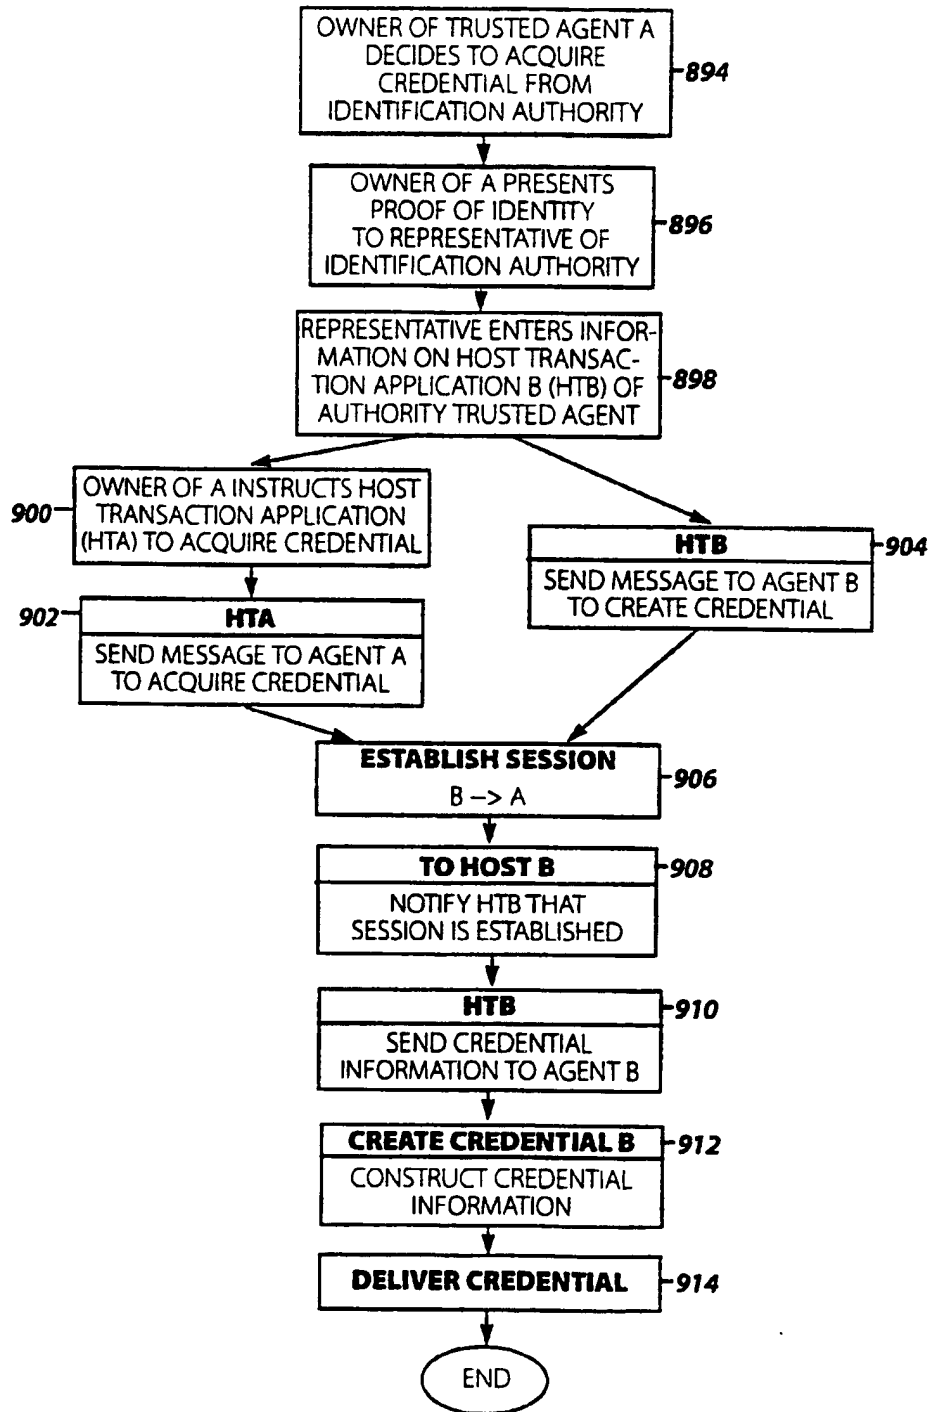 OWNER OF TRUSTED AGENT A
DECIDES TO ACQUIRE
CREDENTIAL FROM
IDENTIFICATION AUTHORITY
894
OWNER OF A PRESENTS
PROOF OF IDENTITY
TO REPRESENTATIVE OF
IDENTIFICATION AUTHORITY
896
REPRESENTATIVE ENTERS INFOR-
MATION ON HOST TRANSAC-
TION APPLICATION B (HTB) OF
AUTHORITY TRUSTED AGENT
898
900
OWNER OF A INSTRUCTS HOST
TRANSACTION APPLICATION
(HTA) TO ACQUIRE CREDENTIAL
HTB
904
SEND MESSAGE TO AGENT B
TO CREATE CREDENTIAL
902
HTA
SEND MESSAGE TO AGENT A
TO ACQUIRE CREDENTIAL
ESTABLISH SESSION
B --> A
906
TO HOST B
908
NOTIFY HTB THAT
SESSION IS ESTABLISHED
HTB
910
SEND CREDENTIAL
INFORMATION TO AGENT B
CREATE CREDENTIAL B
912
CONSTRUCT CREDENTIAL
INFORMATION
DELIVER CREDENTIAL
914
END